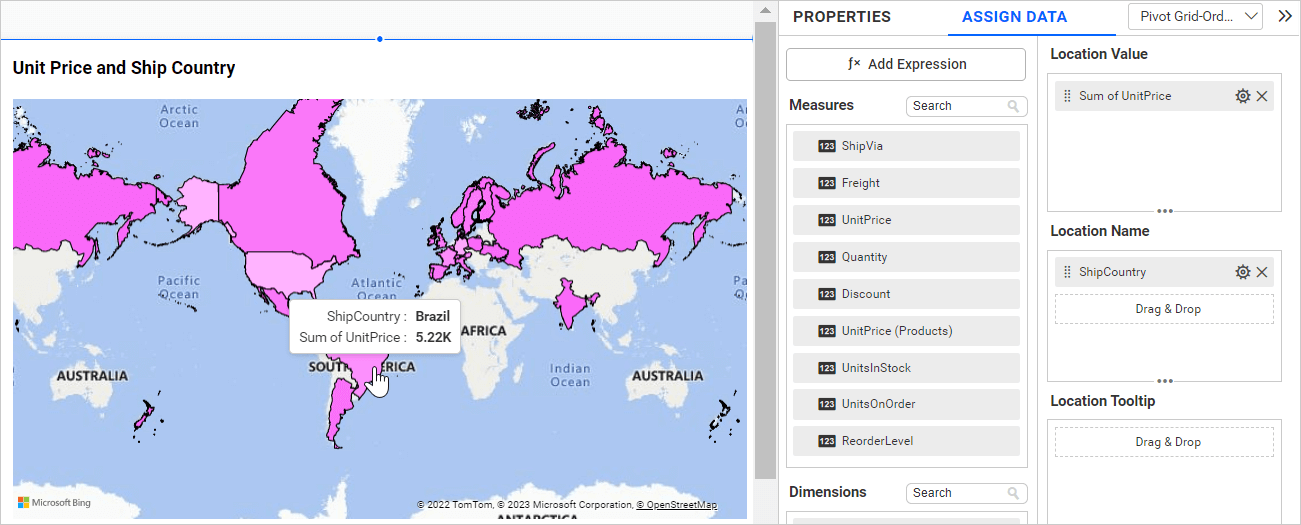 Unit Price and Ship Country
Arctic
Ocean
Pacific
Ocean
Atlantic
Ocean
ShipCountry : Brazil
Sum of UnitPrice : 5.22K
AFRICA
SOUTH AMERICA
AUSTRALIA
Indian
Ocean
AUSTRALIA
Microsoft Bing
© 2022 TomTom, © 2023 Microsoft Corporation, © OpenStreetMap
ANTARCTICA
PROPERTIES
ASSIGN DATA
Pivot Grid-Ord...
Add Expression
Measures
Search
123 ShipVia
123 Freight
123 UnitPrice
123 Quantity
123 Discount
123 UnitPrice (Products)
123 UnitsInStock
123 UnitsOnOrder
123 ReorderLevel
Dimensions
Search
Location Value
Sum of UnitPrice
Location Name
ShipCountry
Drag & Drop
Location Tooltip
Drag & Drop